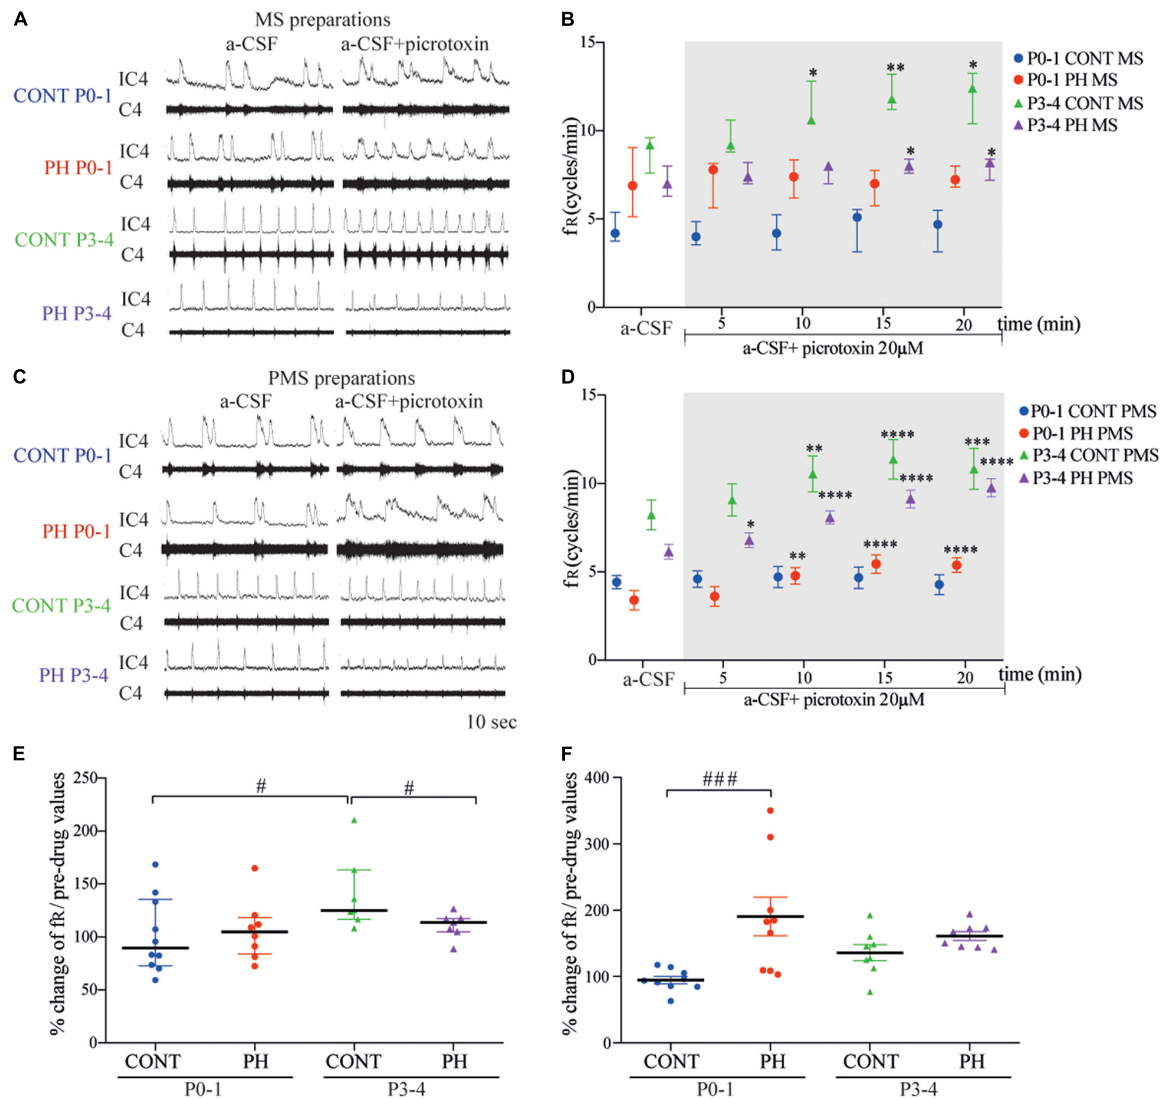 A
MS preparations
a-CSF a-CSF+picrotoxin
CONT P0-1 IC4
C4
PH P0-1 IC4
C4
CONT P3-4 IC4
C4
PH P3-4 IC4
C4
B
fR(cycles/min)
15
10
5
0
* ** *
* *
a-CSF 5 10 15 20 time (min)
a-CSF+ picrotoxin 20µM
P0-1 CONT MS
P0-1 PH MS
P3-4 CONT MS
P3-4 PH MS
C
PMS preparations
a-CSF a-CSF+picrotoxin
CONT P0-1 IC4
C4
PH P0-1 IC4
C4
CONT P3-4 IC4
C4
PH P3-4 IC4
C4
10 sec
D
fR(cycles/min)
15
10
5
0
** **** ***
* **** **** ****
** **** ****
a-CSF 5 10 15 20 time (min)
a-CSF+ picrotoxin 20µM
P0-1 CONT PMS
P0-1 PH PMS
P3-4 CONT PMS
P3-4 PH PMS
E
% change of fR/ pre-drug values
250
200
150
100
50
0
# #
CONT PH CONT PH
P0-1 P3-4
F
% change of fR/ pre-drug values
400
300
200
100
0
###
CONT PH CONT PH
P0-1 P3-4